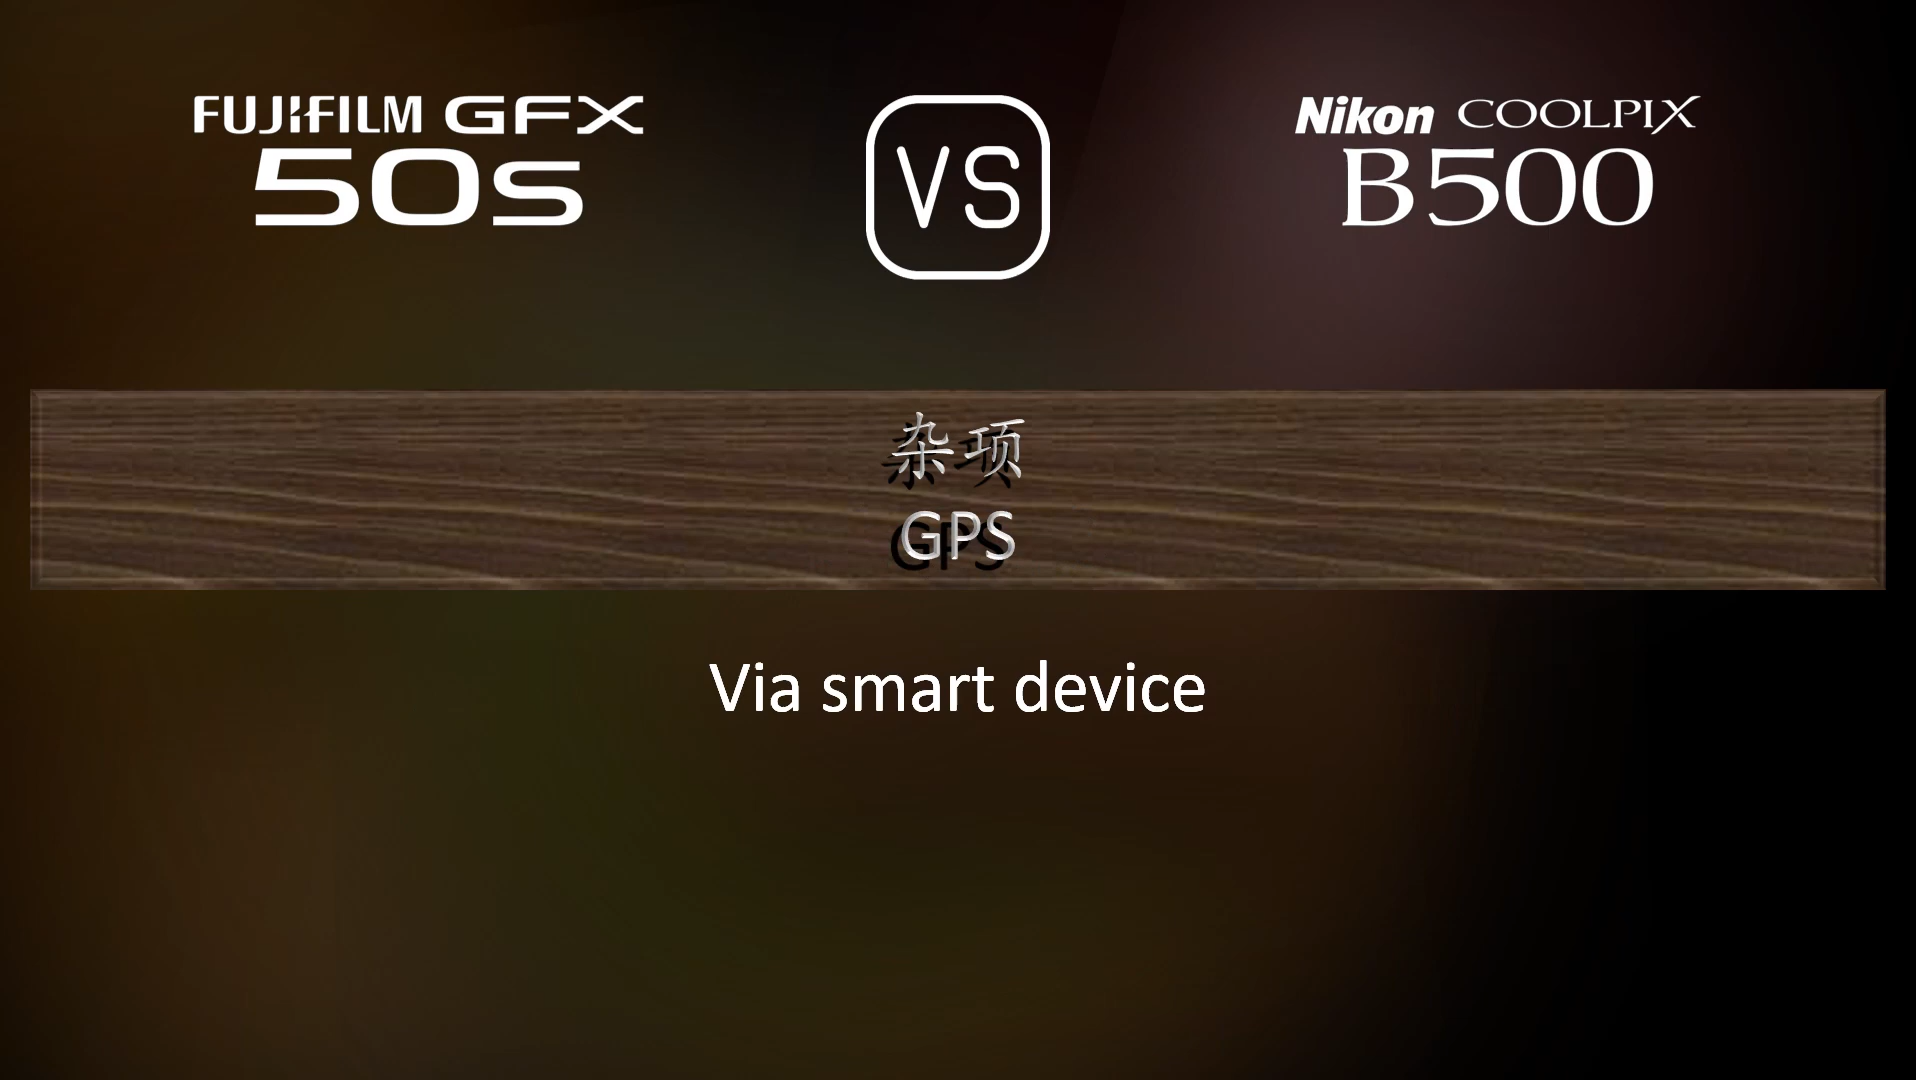 FUJIFILM GFX
50S
VS
Nikon COOLPIX
B500
杂项
GPS
Via smart device